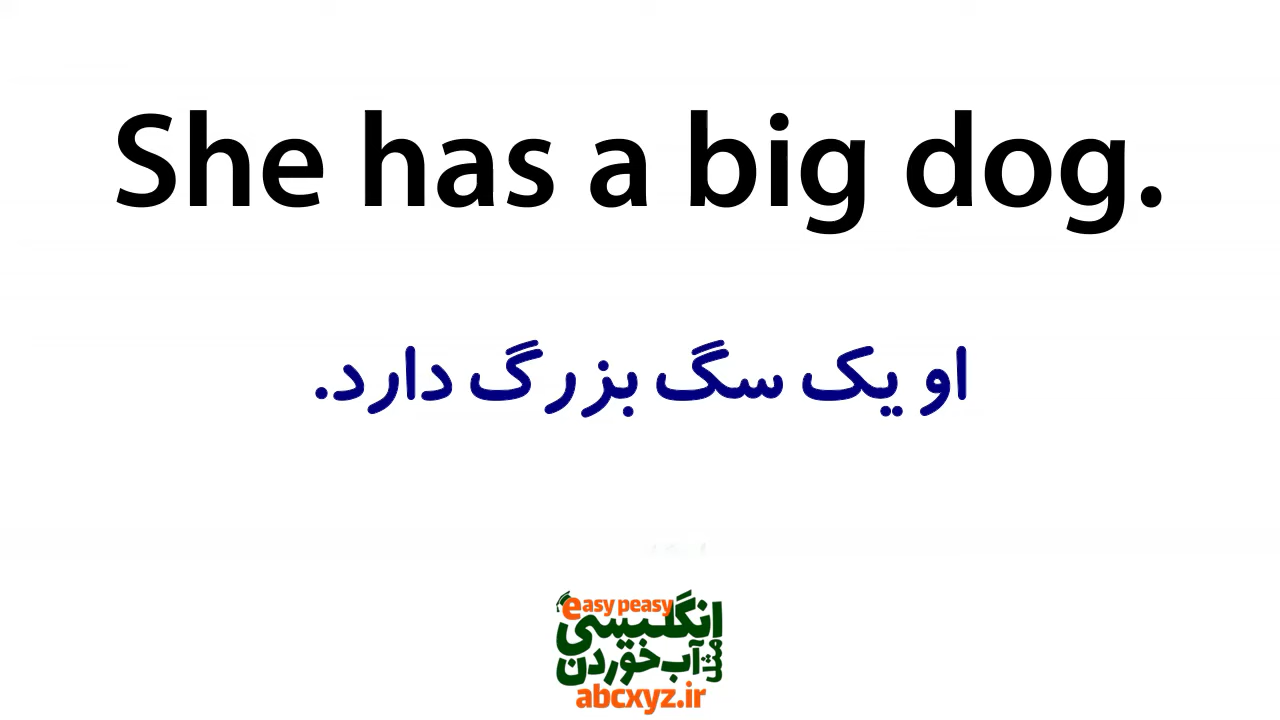 She has a big dog.
او یک سگ بزرگ دارد.
easy peasy
انگلیسی
مثل آب خوردن
abcxyz.ir